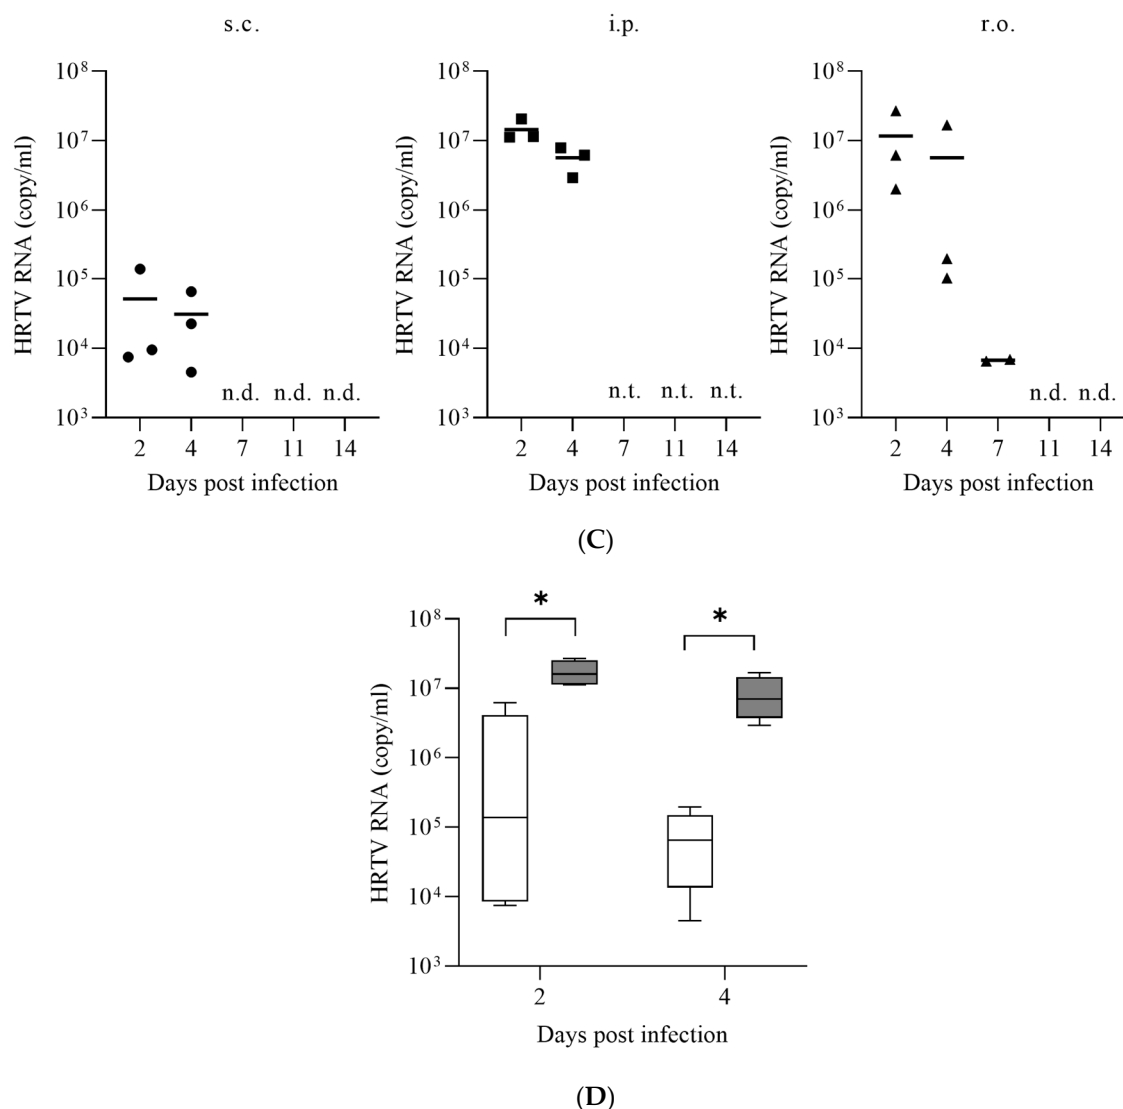 s.c. i.p. r.o.
10⁸ 10⁸ 10⁸
10⁷ 10⁷ 10⁷
10⁶ 10⁶ 10⁶
10⁵ 10⁵ 10⁵
10⁴ 10⁴ 10⁴
10³ 10³ 10³
HRTV RNA (copy/ml) HRTV RNA (copy/ml) HRTV RNA (copy/ml)
n.d. n.d. n.d. n.t. n.t. n.t. n.d. n.d.
2 4 7 11 14 2 4 7 11 14 2 4 7 11 14
Days post infection Days post infection Days post infection
(C)
* *
10⁸
10⁷
10⁶
10⁵
10⁴
10³
HRTV RNA (copy/ml)
2 4
Days post infection
(D)